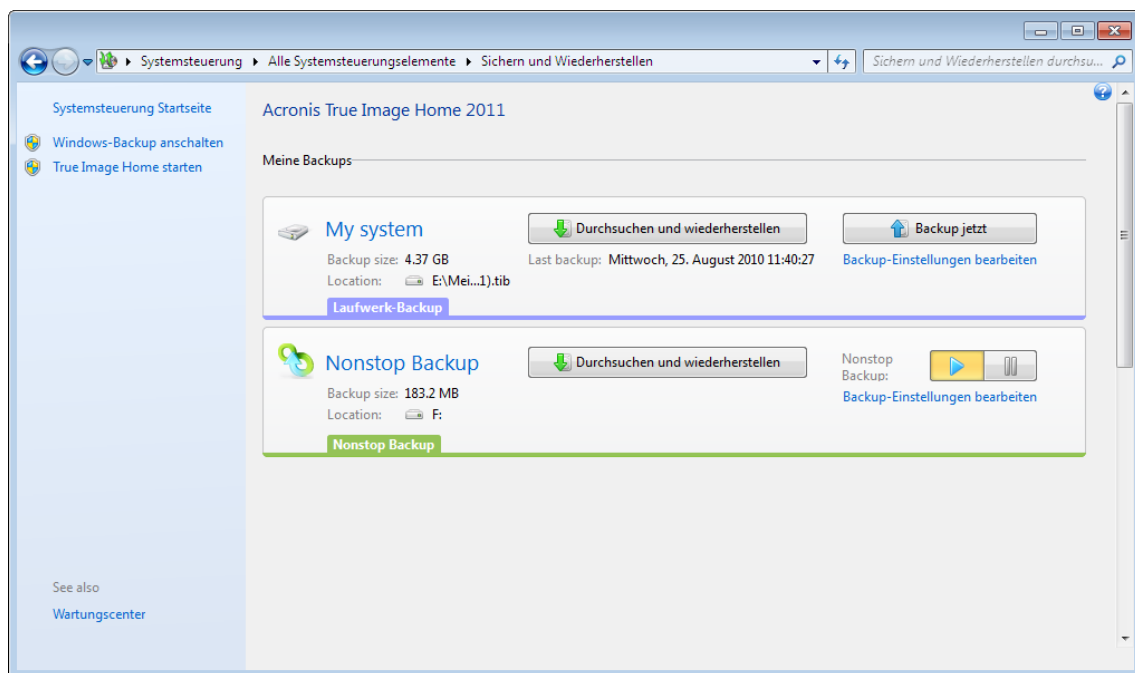 Systemsteuerung Alle Systemsteuerungselemente Sichern und Wiederherstellen
Sichern und Wiederherstellen durchsu...
Systemsteuerung Startseite
Windows-Backup anschalten
True Image Home starten
See also
Wartungscenter
Acronis True Image Home 2011
Meine Backups
My system
Durchsuchen und wiederherstellen
Backup jetzt
Backup size: 4.37 GB
Last backup: Mittwoch, 25. August 2010 11:40:27
Backup-Einstellungen bearbeiten
Location: E:\Mei...1).tib
Laufwerk-Backup
Nonstop Backup
Durchsuchen und wiederherstellen
Nonstop
Backup:
Backup size: 183.2 MB
Backup-Einstellungen bearbeiten
Location: F:
Nonstop Backup